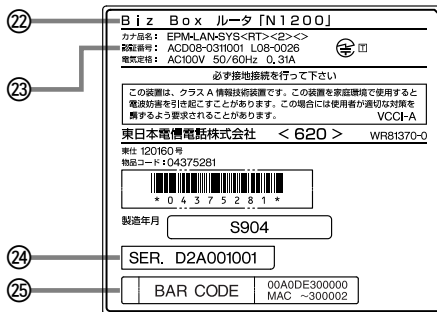 ㉒ Biz Box ルータ「N1200」
カナ品名: EPM-LAN-SYS<RT><2><>
㉓ 認証番号: ACD08-0311001 L08-0026
電気定格: AC100V 50/60Hz 0.31A
必ず接地接続を行って下さい
この装置は、クラスA情報技術装置です。この装置を家庭環境で使用すると
電波妨害を引き起こすことがあります。この場合には使用者が適切な対策を
講ずるよう要求されることがあります。 VCCI-A
東日本電信電話株式会社 <620> WR81370-0
東仕 120160号
物品コード:04375281
*04375281*
製造年月 S904
㉔ SER. D2A001001
㉕ BAR CODE 00A0DE300000
MAC ~300002